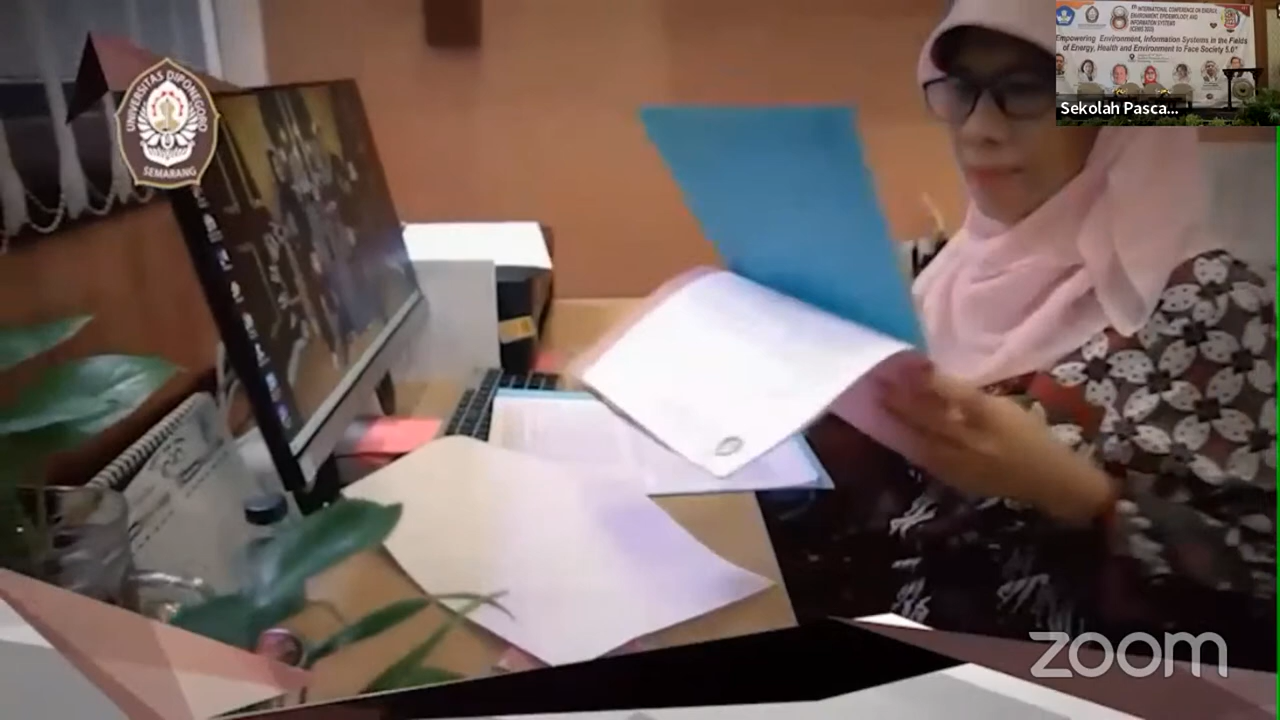 UNIVERSITAS DIPONEGORO
SEMARANG
INTERNATIONAL CONFERENCE ON ENERGY,
ENVIRONMENT, EPIDEMIOLOGY, AND
INFORMATION SYSTEMS
"Empowering Environment, Information Systems in the Fields
of Energy, Health and Environment to Face Society 5.0"
Sekolah Pasca...
zoom